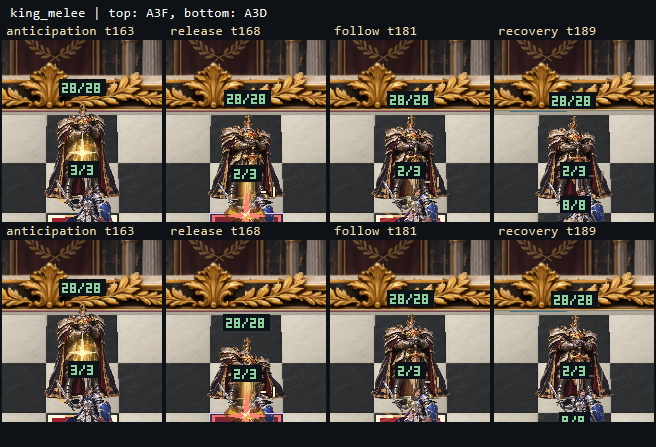 king_melee | top: A3F, bottom: A3D
anticipation t163
release t168
follow t181
recovery t189
28/28
28/28
28/28
28/28
3/3
2/3
2/3
2/3
8/8
anticipation t163
release t168
follow t181
recovery t189
28/28
28/28
28/28
28/28
3/3
2/3
2/3
2/3